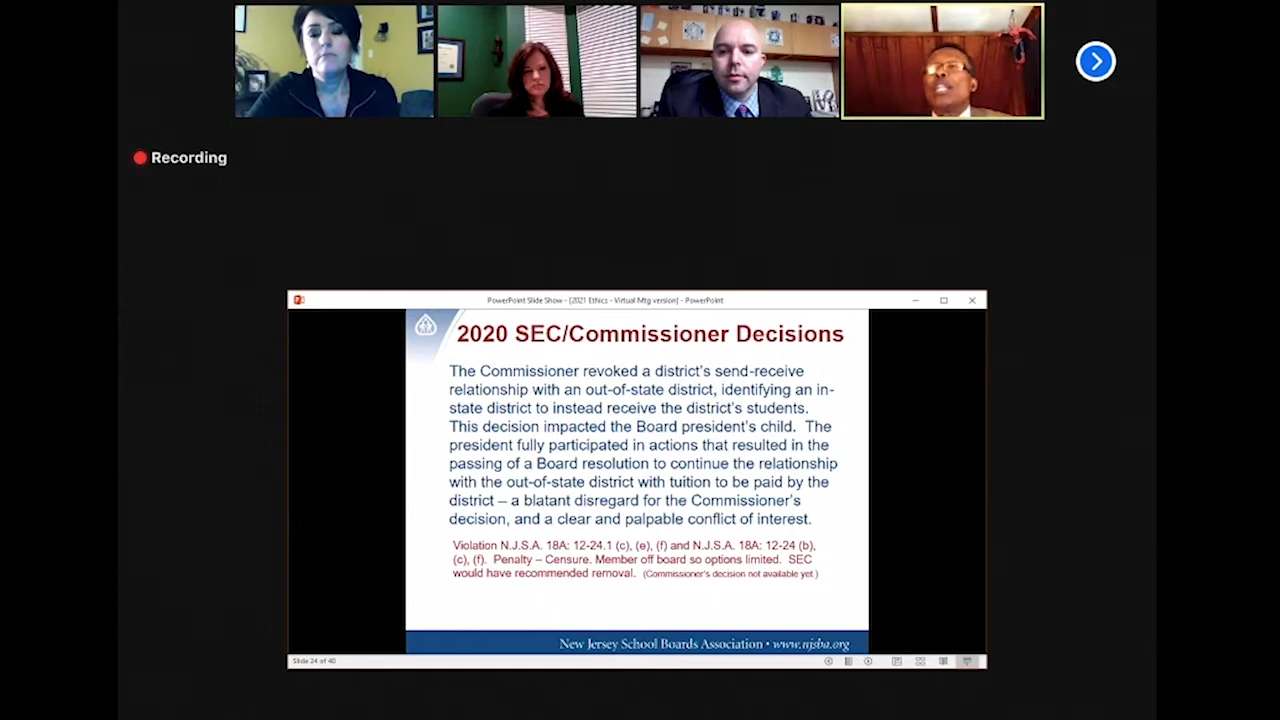 Recording
PowerPoint Slide Show - [2021 Ethics - Virtual Mtg version] - PowerPoint
2020 SEC/Commissioner Decisions
The Commissioner revoked a district's send-receive
relationship with an out-of-state district, identifying an in-
state district to instead receive the district's students.
This decision impacted the Board president's child. The
president fully participated in actions that resulted in the
passing of a Board resolution to continue the relationship
with the out-of-state district with tuition to be paid by the
district – a blatant disregard for the Commissioner's
decision, and a clear and palpable conflict of interest.
Violation N.J.S.A. 18A: 12-24.1 (c), (e), (f) and N.J.S.A. 18A: 12-24 (b),
(c), (f). Penalty – Censure. Member off board so options limited. SEC
would have recommended removal. (Commissioner's decision not available yet )
New Jersey School Boards Association • www.njsba.org
Slide 24 of 40